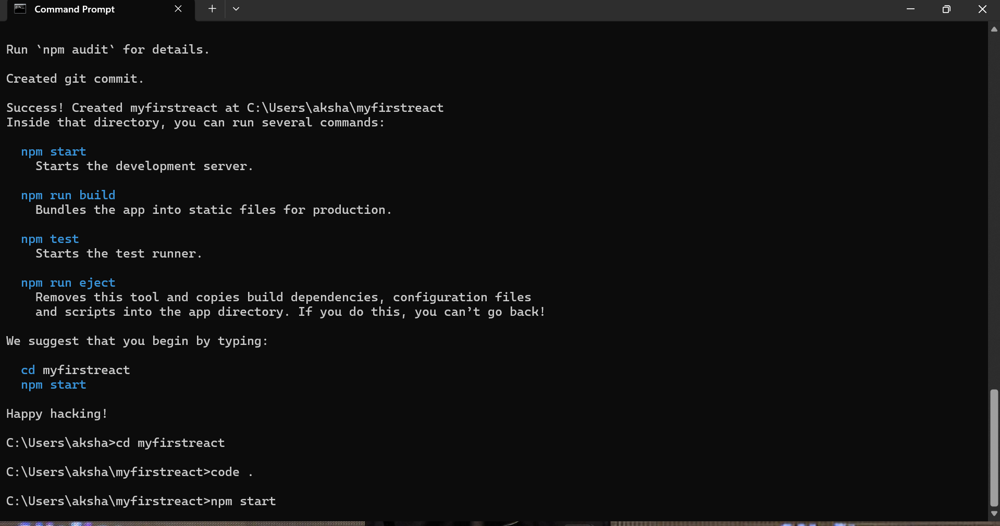 Command Prompt
Run `npm audit` for details.
Created git commit.
Success! Created myfirstreact at C:\Users\aksha\myfirstreact
Inside that directory, you can run several commands:
npm start
Starts the development server.
npm run build
Bundles the app into static files for production.
npm test
Starts the test runner.
npm run eject
Removes this tool and copies build dependencies, configuration files
and scripts into the app directory. If you do this, you can’t go back!
We suggest that you begin by typing:
cd myfirstreact
npm start
Happy hacking!
C:\Users\aksha>cd myfirstreact
C:\Users\aksha\myfirstreact>code .
C:\Users\aksha\myfirstreact>npm start